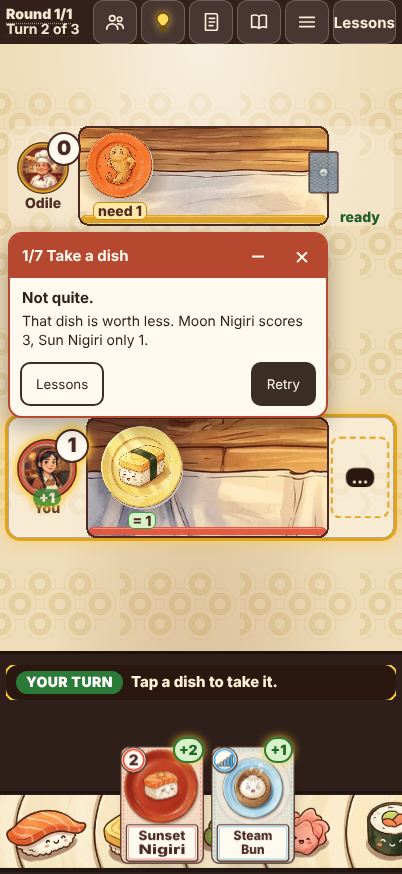 Round 1/1
Turn 2 of 3
Lessons
0
Odile
need 1
ready
1/7 Take a dish
Not quite.
That dish is worth less. Moon Nigiri scores
3, Sun Nigiri only 1.
Lessons
Retry
1
+1
You
= 1
...
YOUR TURN
Tap a dish to take it.
2
+2
+1
Sunset
Nigiri
Steam
Bun